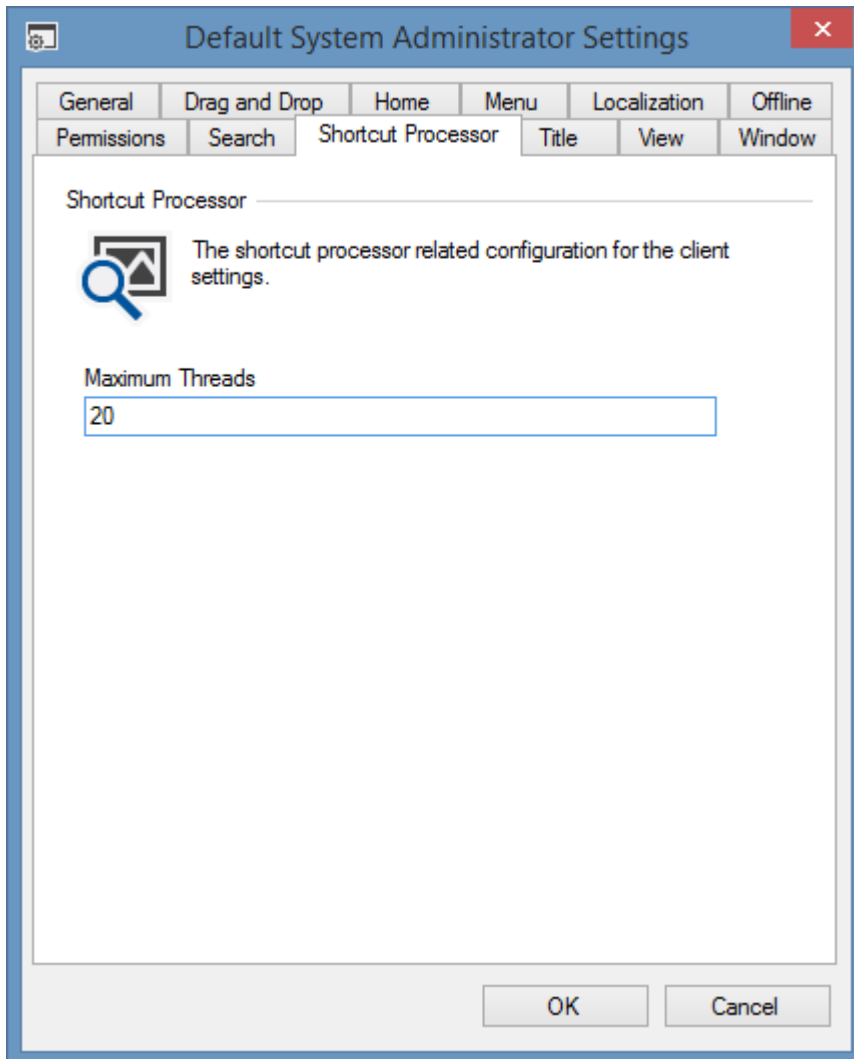 Default System Administrator Settings
General Drag and Drop Home Menu Localization Offline
Permissions Search Shortcut Processor Title View Window
Shortcut Processor
The shortcut processor related configuration for the client
settings.
Maximum Threads
20
OK Cancel